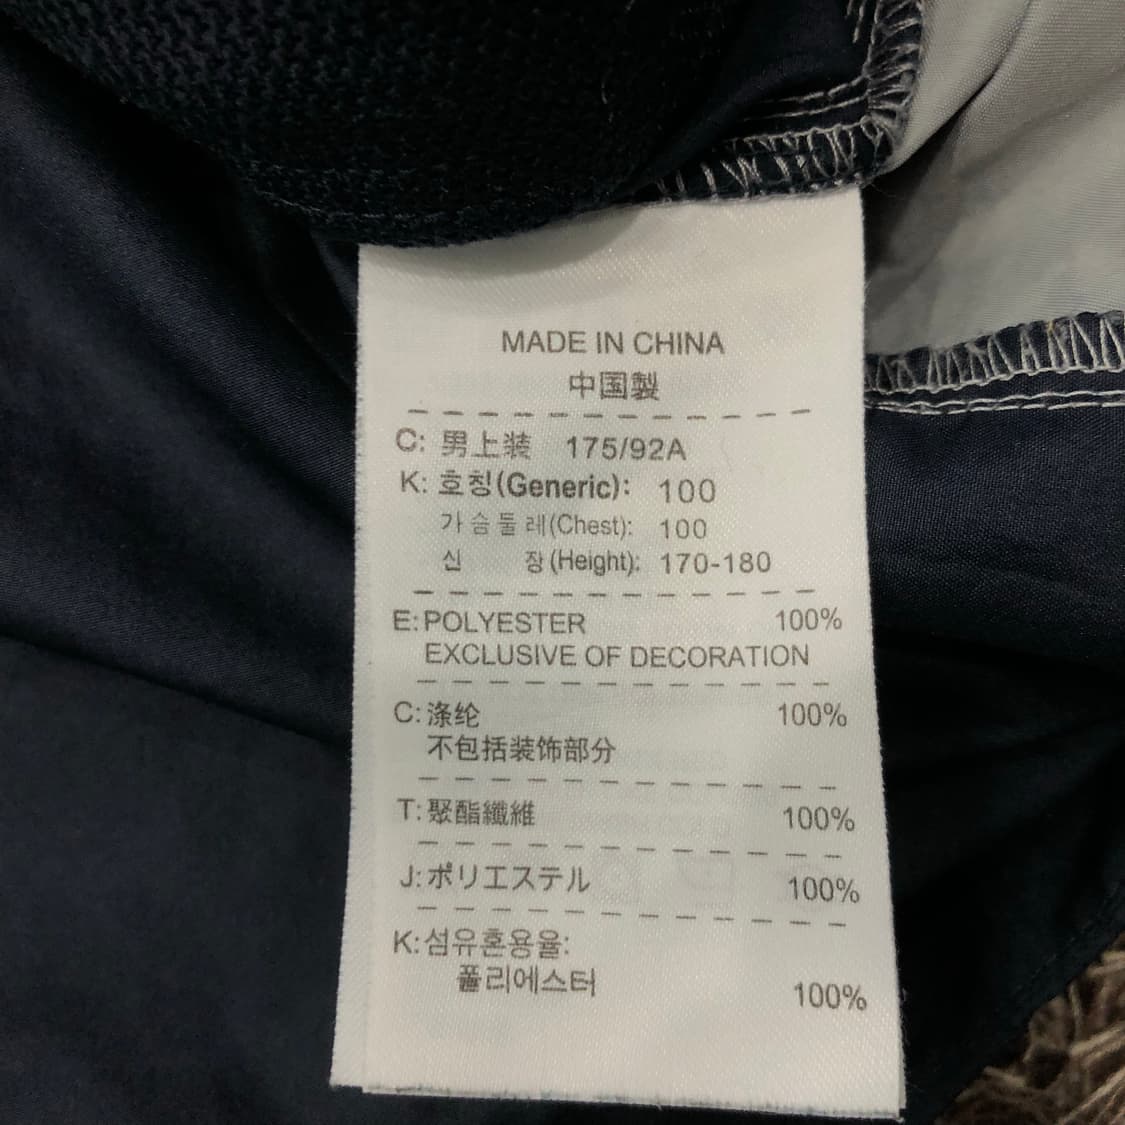 MADE IN CHINA
中国製
C: 男上装 175/92A
K: 호칭(Generic): 100
가슴둘레(Chest): 100
신 장(Height): 170-180
E: POLYESTER 100%
EXCLUSIVE OF DECORATION
C: 涤纶 100%
不包括装饰部分
T: 聚酯纖維 100%
J: ポリエステル 100%
K: 섬유혼용율:
폴리에스터 100%